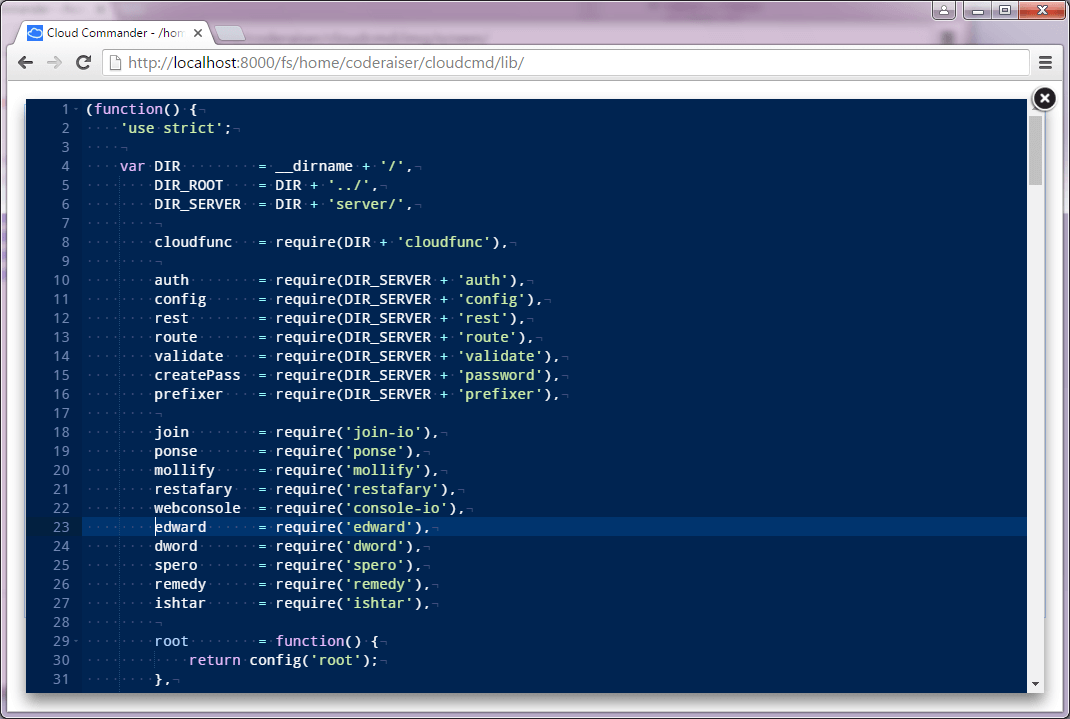 Cloud Commander - /hom
http://localhost:8000/fs/home/coderaiser/cloudcmd/lib/
1 (function() {
2     'use strict';
3
4     var DIR         = __dirname + '/',
5         DIR_ROOT    = DIR + '../',
6         DIR_SERVER  = DIR + 'server/',
7
8         cloudfunc   = require(DIR + 'cloudfunc'),
9
10         auth        = require(DIR_SERVER + 'auth'),
11         config      = require(DIR_SERVER + 'config'),
12         rest        = require(DIR_SERVER + 'rest'),
13         route       = require(DIR_SERVER + 'route'),
14         validate    = require(DIR_SERVER + 'validate'),
15         createPass  = require(DIR_SERVER + 'password'),
16         prefixer    = require(DIR_SERVER + 'prefixer'),
17
18         join        = require('join-io'),
19         ponse       = require('ponse'),
20         mollify     = require('mollify'),
21         restafary   = require('restafary'),
22         webconsole  = require('console-io'),
23         edward      = require('edward'),
24         dword       = require('dword'),
25         spero       = require('spero'),
26         remedy      = require('remedy'),
27         ishtar      = require('ishtar'),
28
29         root        = function() {
30             return config('root');
31         },